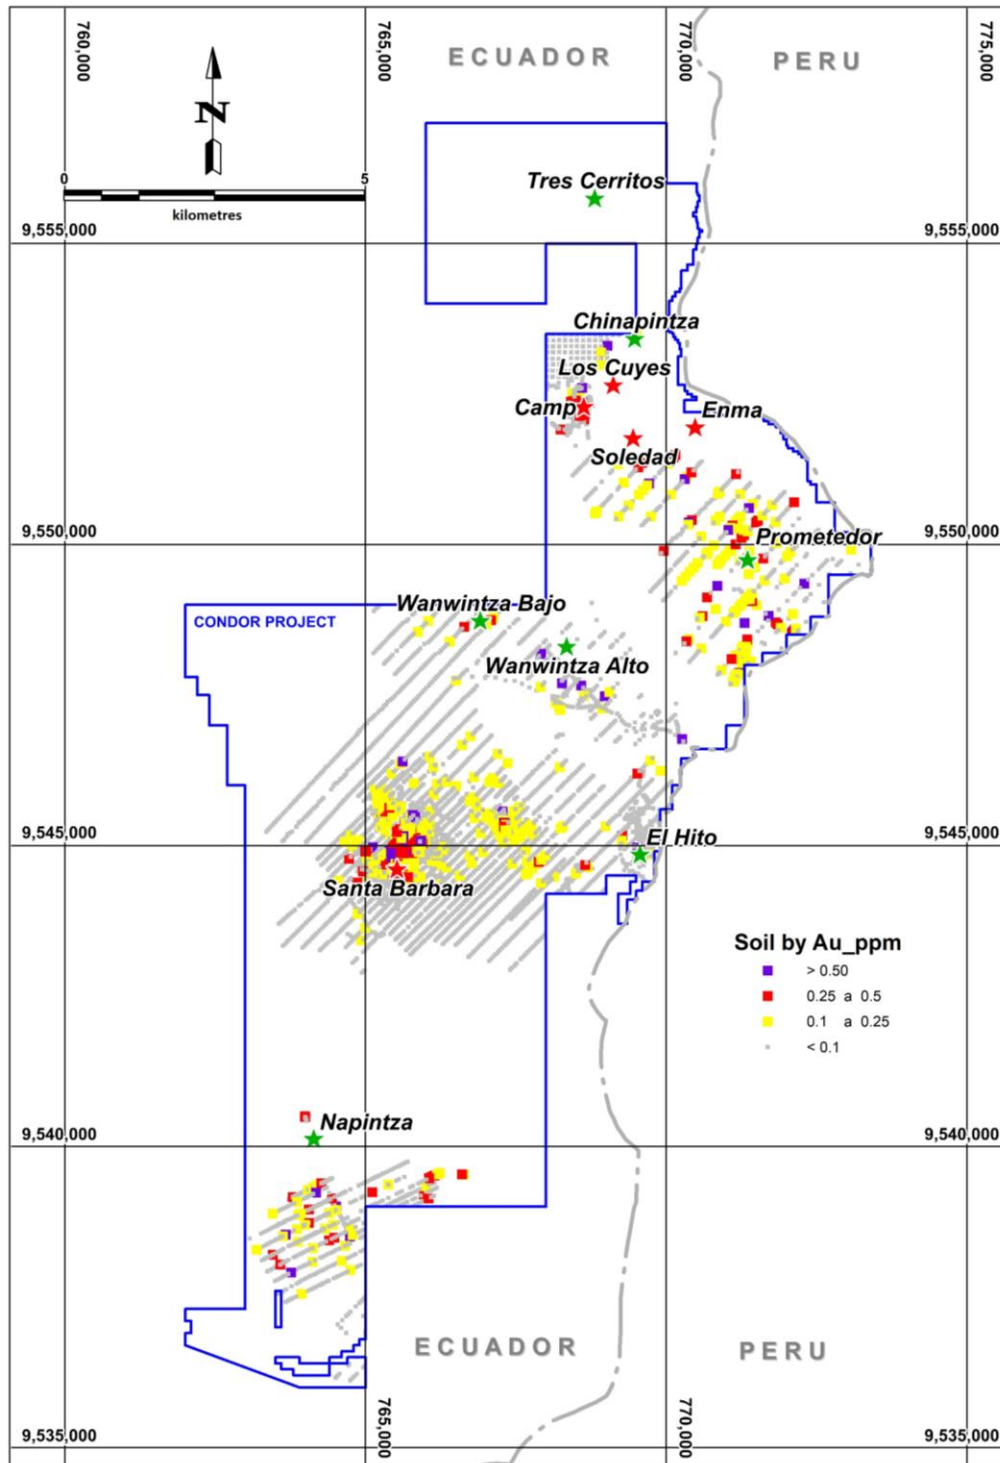 760,000
765,000
770,000
775,000
ECUADOR
PERU
N
0
5
kilometres
Tres Cerritos
9,555,000
9,555,000
Chinapintza
Los Cuyes
Camp
Enma
Soledad
9,550,000
9,550,000
Prometedor
Wanwintza Bajo
CONDOR PROJECT
Wanwintza Alto
9,545,000
9,545,000
El Hito
Santa Barbara
Soil by Au_ppm
> 0.50
0.25 a 0.5
0.1 a 0.25
< 0.1
Napintza
9,540,000
9,540,000
ECUADOR
PERU
765,000
770,000
9,535,000
9,535,000